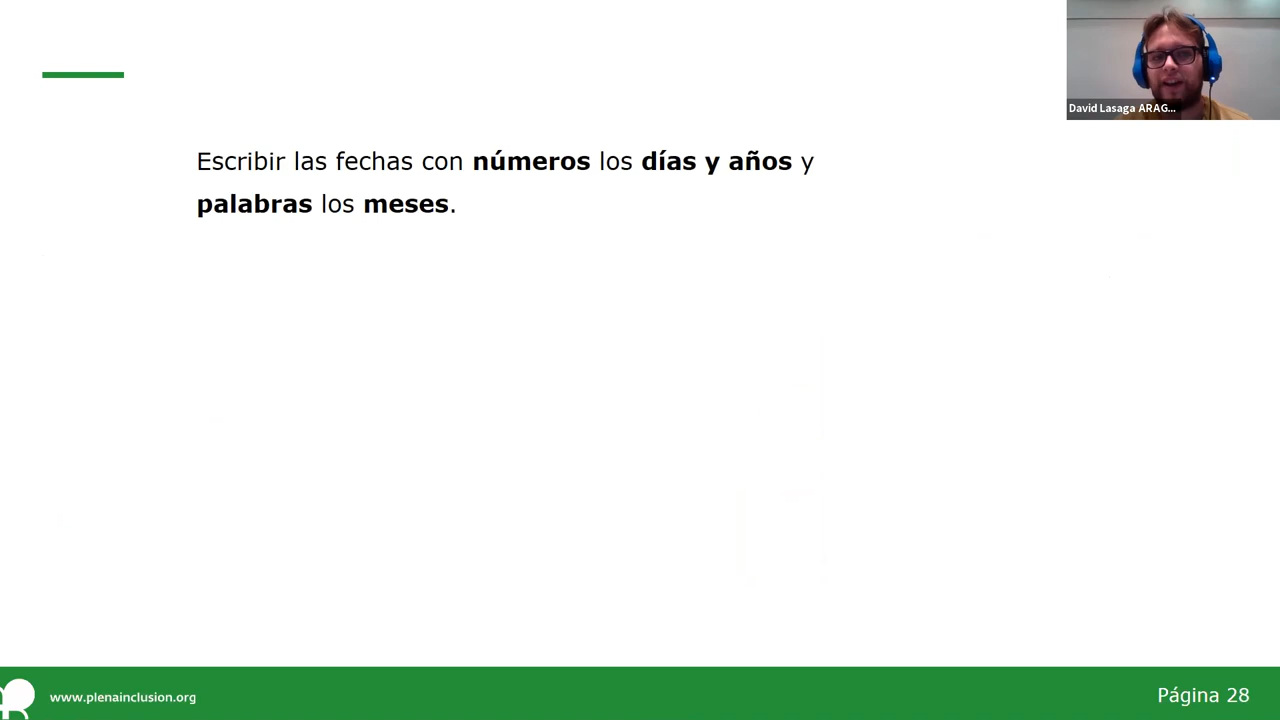 David Lasaga ARAG...
Escribir las fechas con números los días y años y
palabras los meses.
www.plenainclusion.org
Página 28